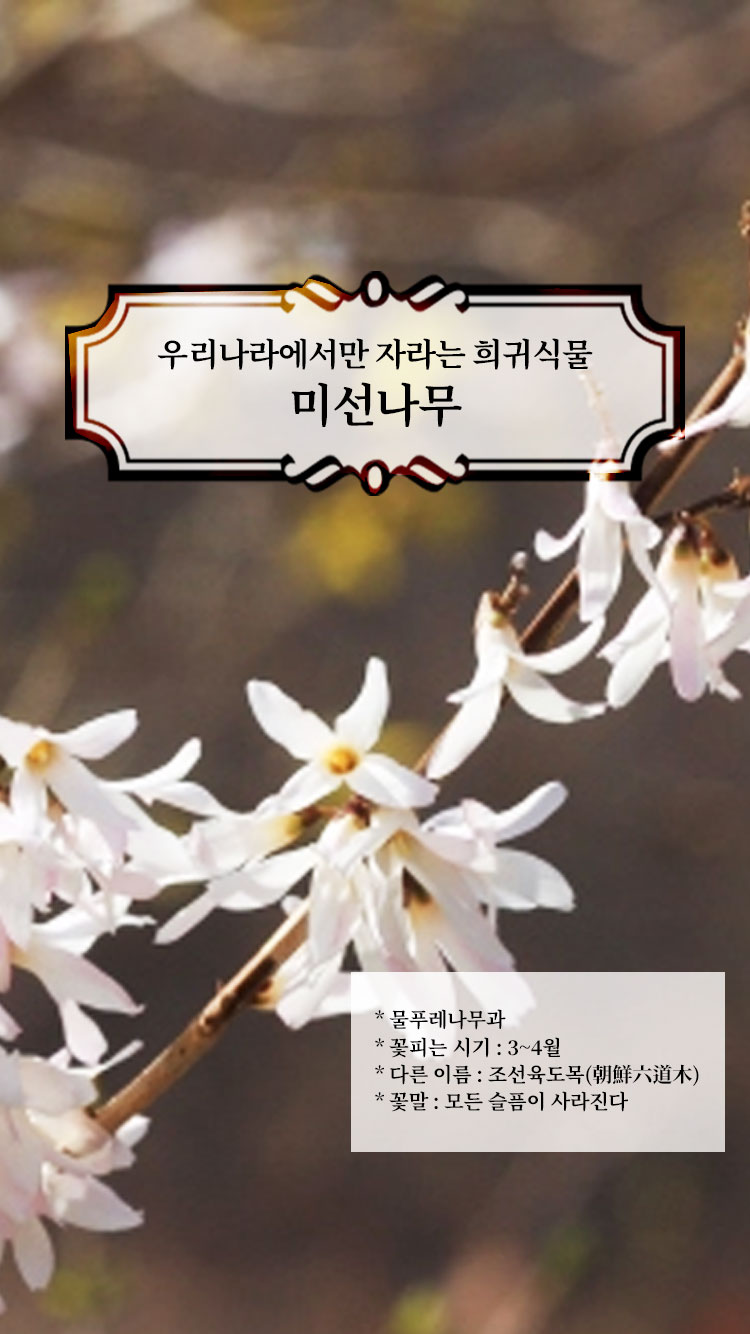 우리나라에서만 자라는 희귀식물
미선나무
* 물푸레나무과
* 꽃피는 시기 : 3~4월
* 다른 이름 : 조선육도목(朝鮮六道木)
* 꽃말 : 모든 슬픔이 사라진다